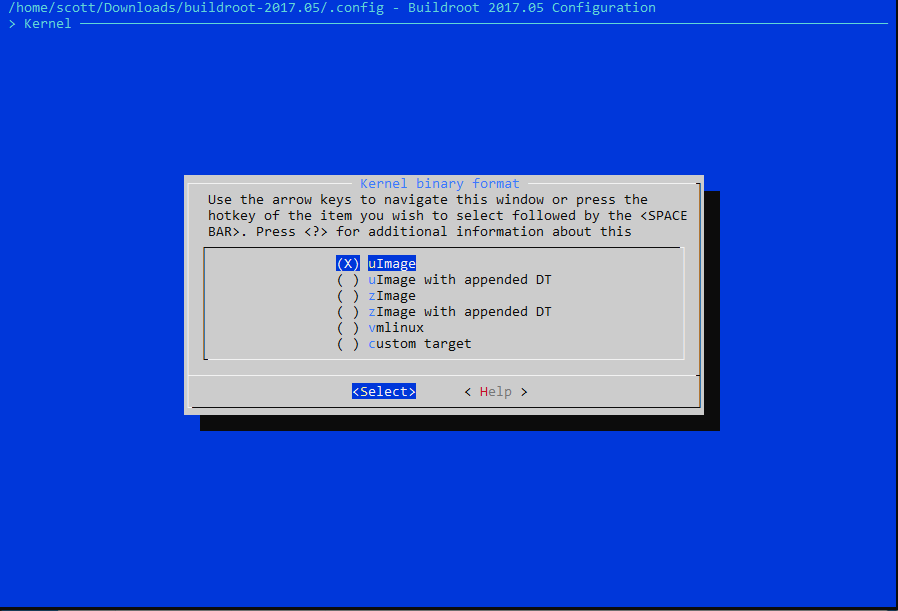 /home/scott/Downloads/buildroot-2017.05/.config - Buildroot 2017.05 Configuration
> Kernel
Kernel binary format
Use the arrow keys to navigate this window or press the
hotkey of the item you wish to select followed by the <SPACE
BAR>. Press <?> for additional information about this
(X) uImage
( ) uImage with appended DT
( ) zImage
( ) zImage with appended DT
( ) vmlinux
( ) custom target
<Select> < Help >